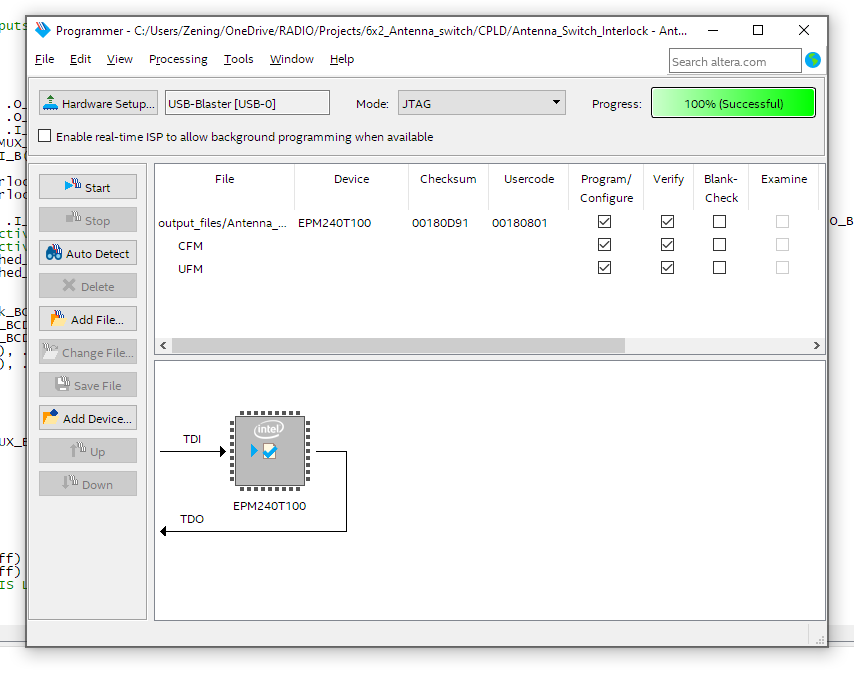 Programmer - C:/Users/Zening/OneDrive/RADIO/Projects/6x2_Antenna_switch/CPLD/Antenna_Switch_Interlock - Ant...
File Edit View Processing Tools Window Help
Search altera.com
Hardware Setup... USB-Blaster [USB-0] Mode: JTAG Progress: 100% (Successful)
Enable real-time ISP to allow background programming when available
Start
Stop
Auto Detect
Delete
Add File...
Change File...
Save File
Add Device...
Up
Down
File Device Checksum Usercode Program/ Verify Blank- Examine
Configure Check
output_files/Antenna_... EPM240T100 00180D91 00180801
CFM
UFM
TDI
intel
EPM240T100
TDO
puts
.O_
.O_
.I_
MUX_
I_B(
rloc
rloc
.I_
ctiv
ctiv
hed_
hed_
k_BC
_BCD
_BCD
), .
), .
UX_B
ff)
ff)
IS L
O_B